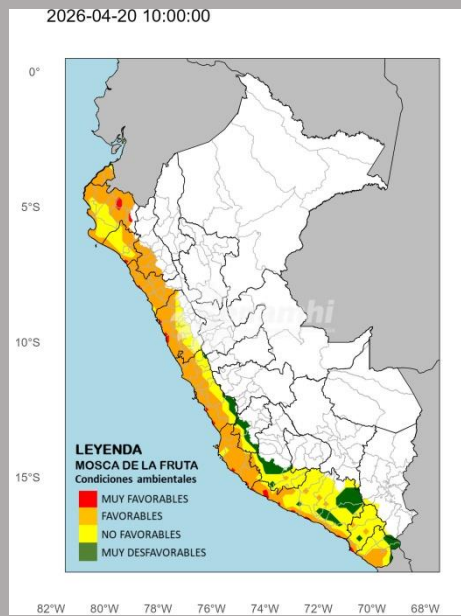 2026-04-20 10:00:00
0°
5°S
10°S
15°S
senamhi
LEYENDA
MOSCA DE LA FRUTA
Condiciones ambientales
MUY FAVORABLES
FAVORABLES
NO FAVORABLES
MUY DESFAVORABLES
82°W 80°W 78°W 76°W 74°W 72°W 70°W 68°W